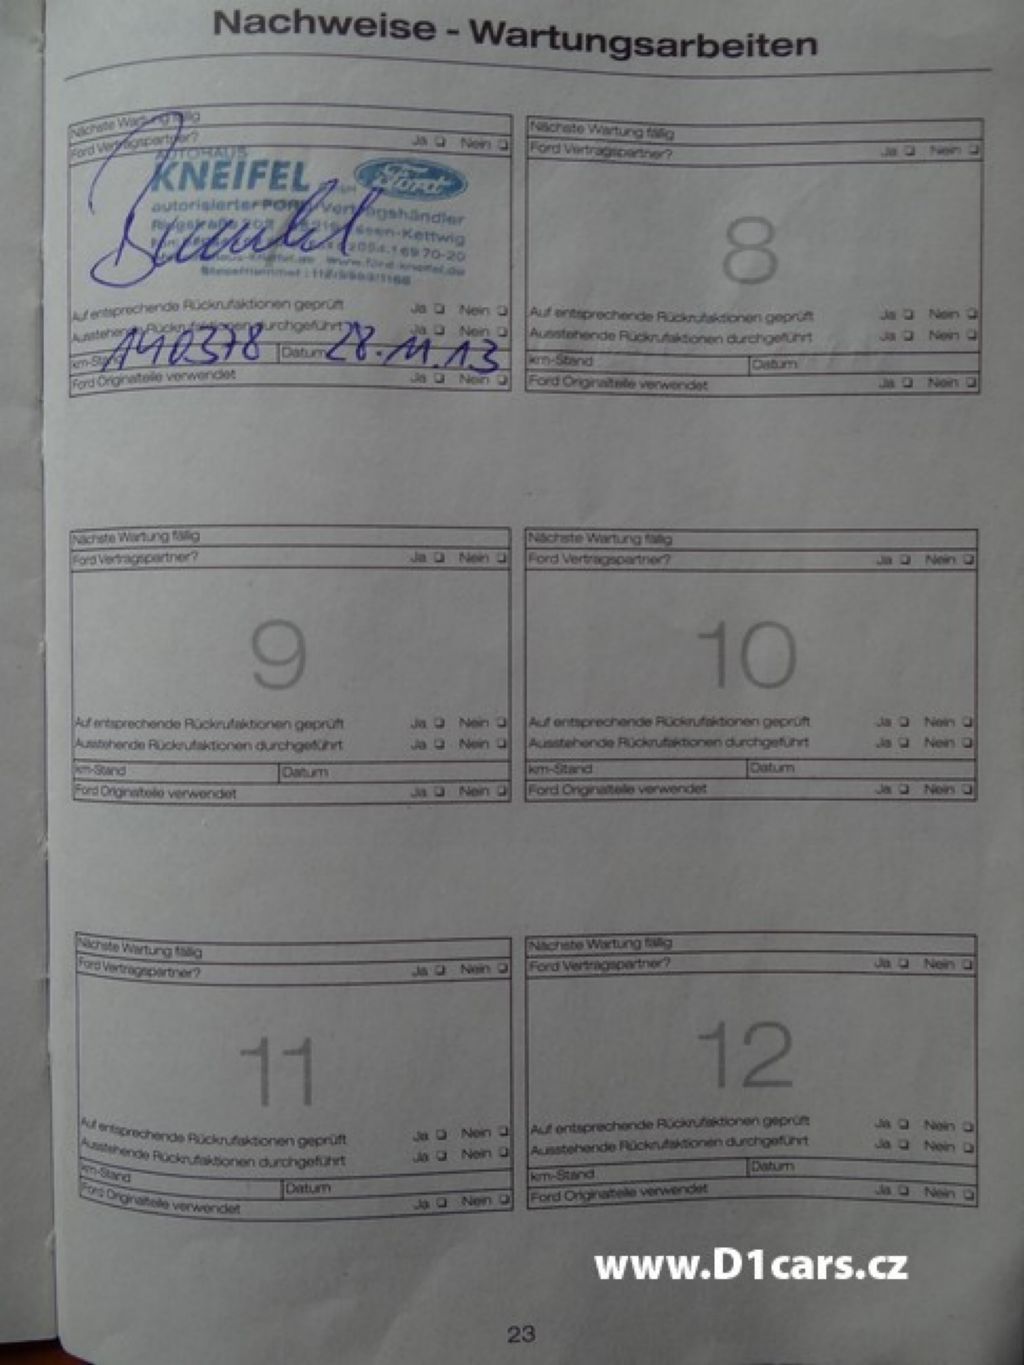 Nachweise - Wartungsarbeiten
Nächste Wartung fällig
Ford Vertragspartner? Ja Nein
AUTOHAUS
KNEIFEL Ford
autorisierter FORD Vertragshändler
Essen-Kettwig
Auf entsprechende Rückrufaktionen geprüft Ja Nein
Ausstehende Rückrufaktionen durchgeführt Ja Nein
km-Stand 140378 Datum 28.11.13
Ford Originalteile verwendet Ja Nein
Nächste Wartung fällig
Ford Vertragspartner? Ja Nein
8
Auf entsprechende Rückrufaktionen geprüft Ja Nein
Ausstehende Rückrufaktionen durchgeführt Ja Nein
km-Stand Datum
Ford Originalteile verwendet Ja Nein
Nächste Wartung fällig
Ford Vertragspartner? Ja Nein
9
Auf entsprechende Rückrufaktionen geprüft Ja Nein
Ausstehende Rückrufaktionen durchgeführt Ja Nein
km-Stand Datum
Ford Originalteile verwendet Ja Nein
Nächste Wartung fällig
Ford Vertragspartner? Ja Nein
10
Auf entsprechende Rückrufaktionen geprüft Ja Nein
Ausstehende Rückrufaktionen durchgeführt Ja Nein
km-Stand Datum
Ford Originalteile verwendet Ja Nein
Nächste Wartung fällig
Ford Vertragspartner? Ja Nein
11
Auf entsprechende Rückrufaktionen geprüft Ja Nein
Ausstehende Rückrufaktionen durchgeführt Ja Nein
km-Stand Datum
Ford Originalteile verwendet Ja Nein
Nächste Wartung fällig
Ford Vertragspartner? Ja Nein
12
Auf entsprechende Rückrufaktionen geprüft Ja Nein
Ausstehende Rückrufaktionen durchgeführt Ja Nein
km-Stand Datum
Ford Originalteile verwendet Ja Nein
www.D1cars.cz
23